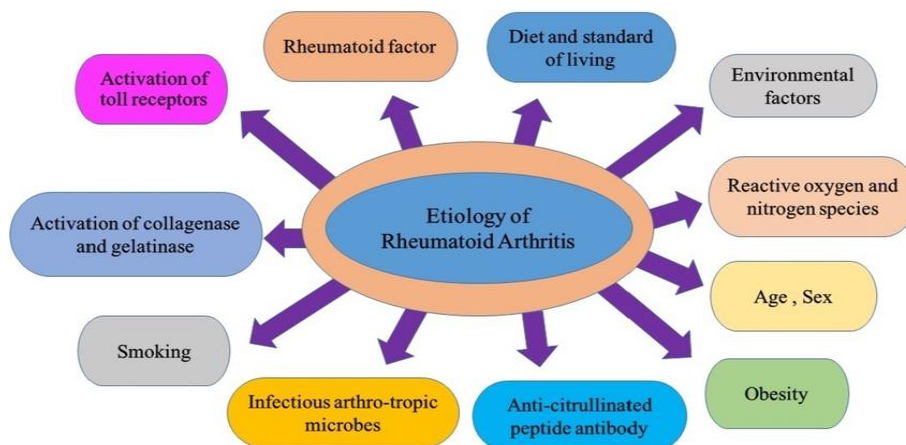 Rheumatoid factor
Diet and standard
of living
Activation of
toll receptors
Environmental
factors
Etiology of
Rheumatoid Arthritis
Reactive oxygen and
nitrogen species
Activation of collagenase
and gelatinase
Age , Sex
Smoking
Obesity
Infectious arthro-tropic
microbes
Anti-citrullinated
peptide antibody